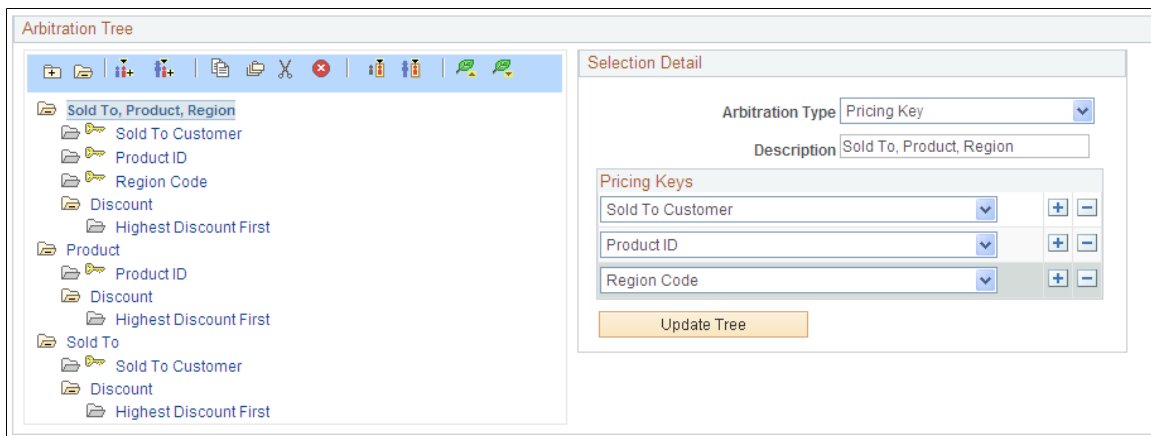 Arbitration Tree
Sold To, Product, Region
Sold To Customer
Product ID
Region Code
Discount
Highest Discount First
Product
Product ID
Discount
Highest Discount First
Sold To
Sold To Customer
Discount
Highest Discount First
Selection Detail
Arbitration Type Pricing Key
Description Sold To, Product, Region
Pricing Keys
Sold To Customer
Product ID
Region Code
Update Tree